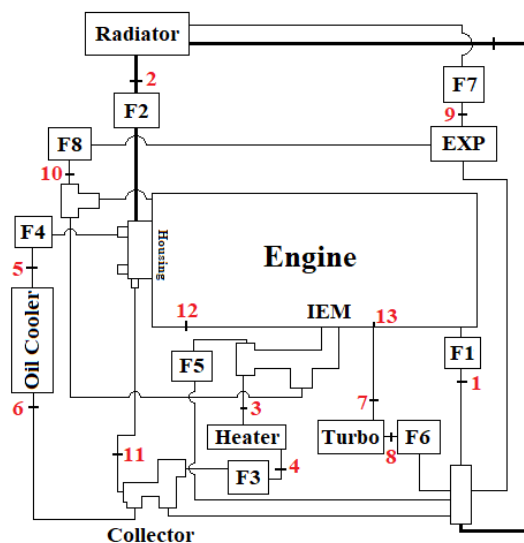 Radiator
2
F7
F2
9
F8
EXP
10
F4
Housing
Engine
5
Oil Cooler
12
IEM
13
F5
F1
6
3
7
1
Heater
Turbo
F6
11
4
8
F3
Collector